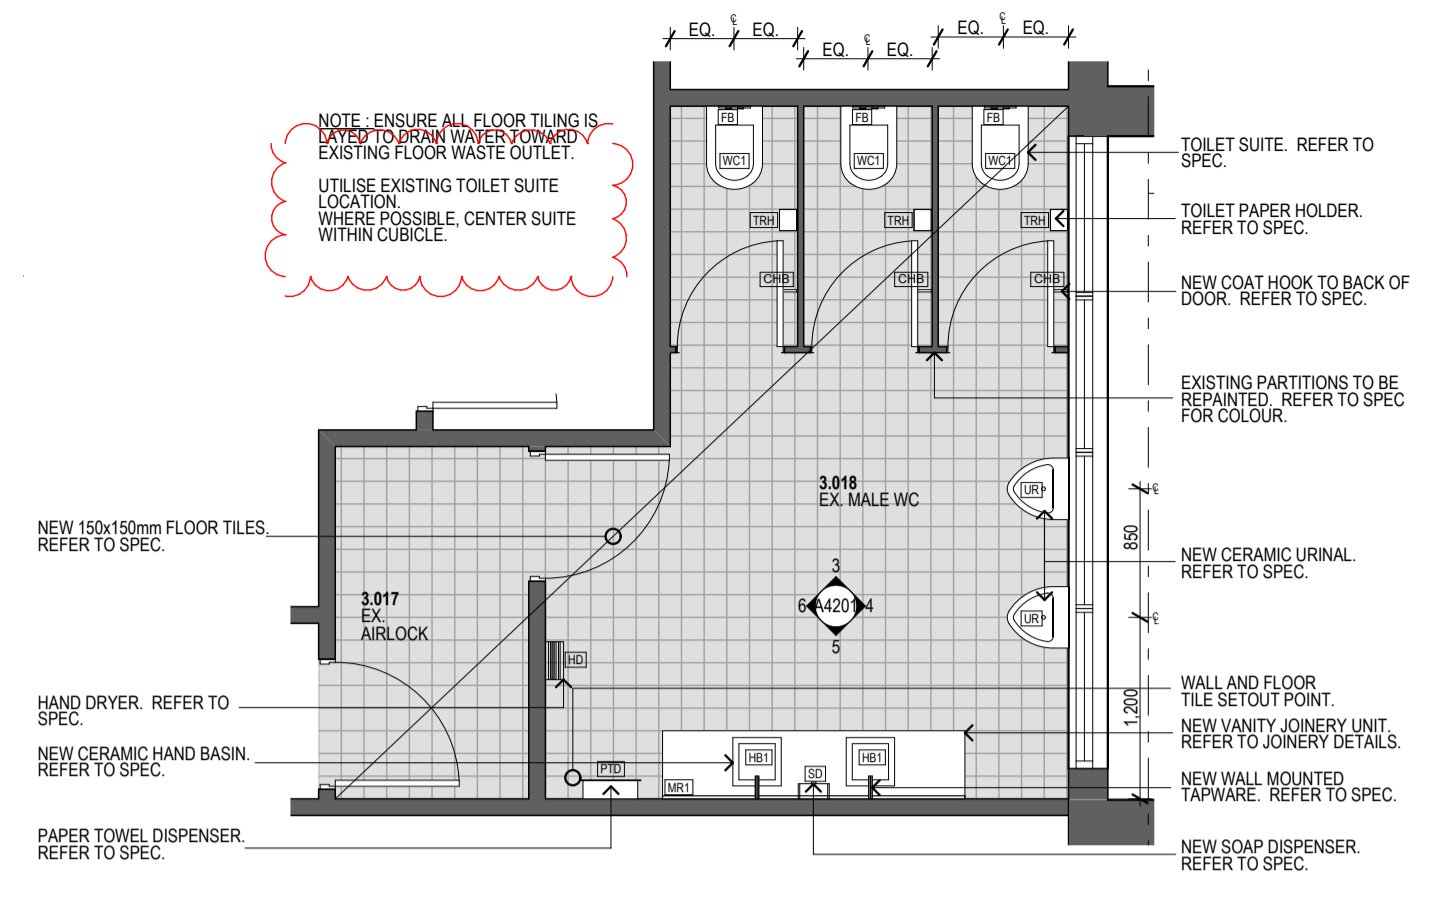 EQ.
EQ.
EQ.
EQ.
EQ.
EQ.
NOTE : ENSURE ALL FLOOR TILING IS
LAYED TO DRAIN WATER TOWARD
EXISTING FLOOR WASTE OUTLET.
UTILISE EXISTING TOILET SUITE
LOCATION.
WHERE POSSIBLE, CENTER SUITE
WITHIN CUBICLE.
FB
FB
FB
WC1
WC1
WC1
TRH
TRH
TRH
CHB
CHB
CHB
TOILET SUITE. REFER TO
SPEC.
TOILET PAPER HOLDER.
REFER TO SPEC.
NEW COAT HOOK TO BACK OF
DOOR. REFER TO SPEC.
EXISTING PARTITIONS TO BE
REPAINTED. REFER TO SPEC
FOR COLOUR.
3.018
EX. MALE WC
UR
UR
850
1,200
NEW 150x150mm FLOOR TILES.
REFER TO SPEC.
3.017
EX.
AIRLOCK
3
6 A4201 4
5
NEW CERAMIC URINAL.
REFER TO SPEC.
HD
HAND DRYER. REFER TO
SPEC.
NEW CERAMIC HAND BASIN.
REFER TO SPEC.
PAPER TOWEL DISPENSER.
REFER TO SPEC.
PTD
MR1
HB1
SD
HB1
WALL AND FLOOR
TILE SETOUT POINT.
NEW VANITY JOINERY UNIT.
REFER TO JOINERY DETAILS.
NEW WALL MOUNTED
TAPWARE. REFER TO SPEC.
NEW SOAP DISPENSER.
REFER TO SPEC.